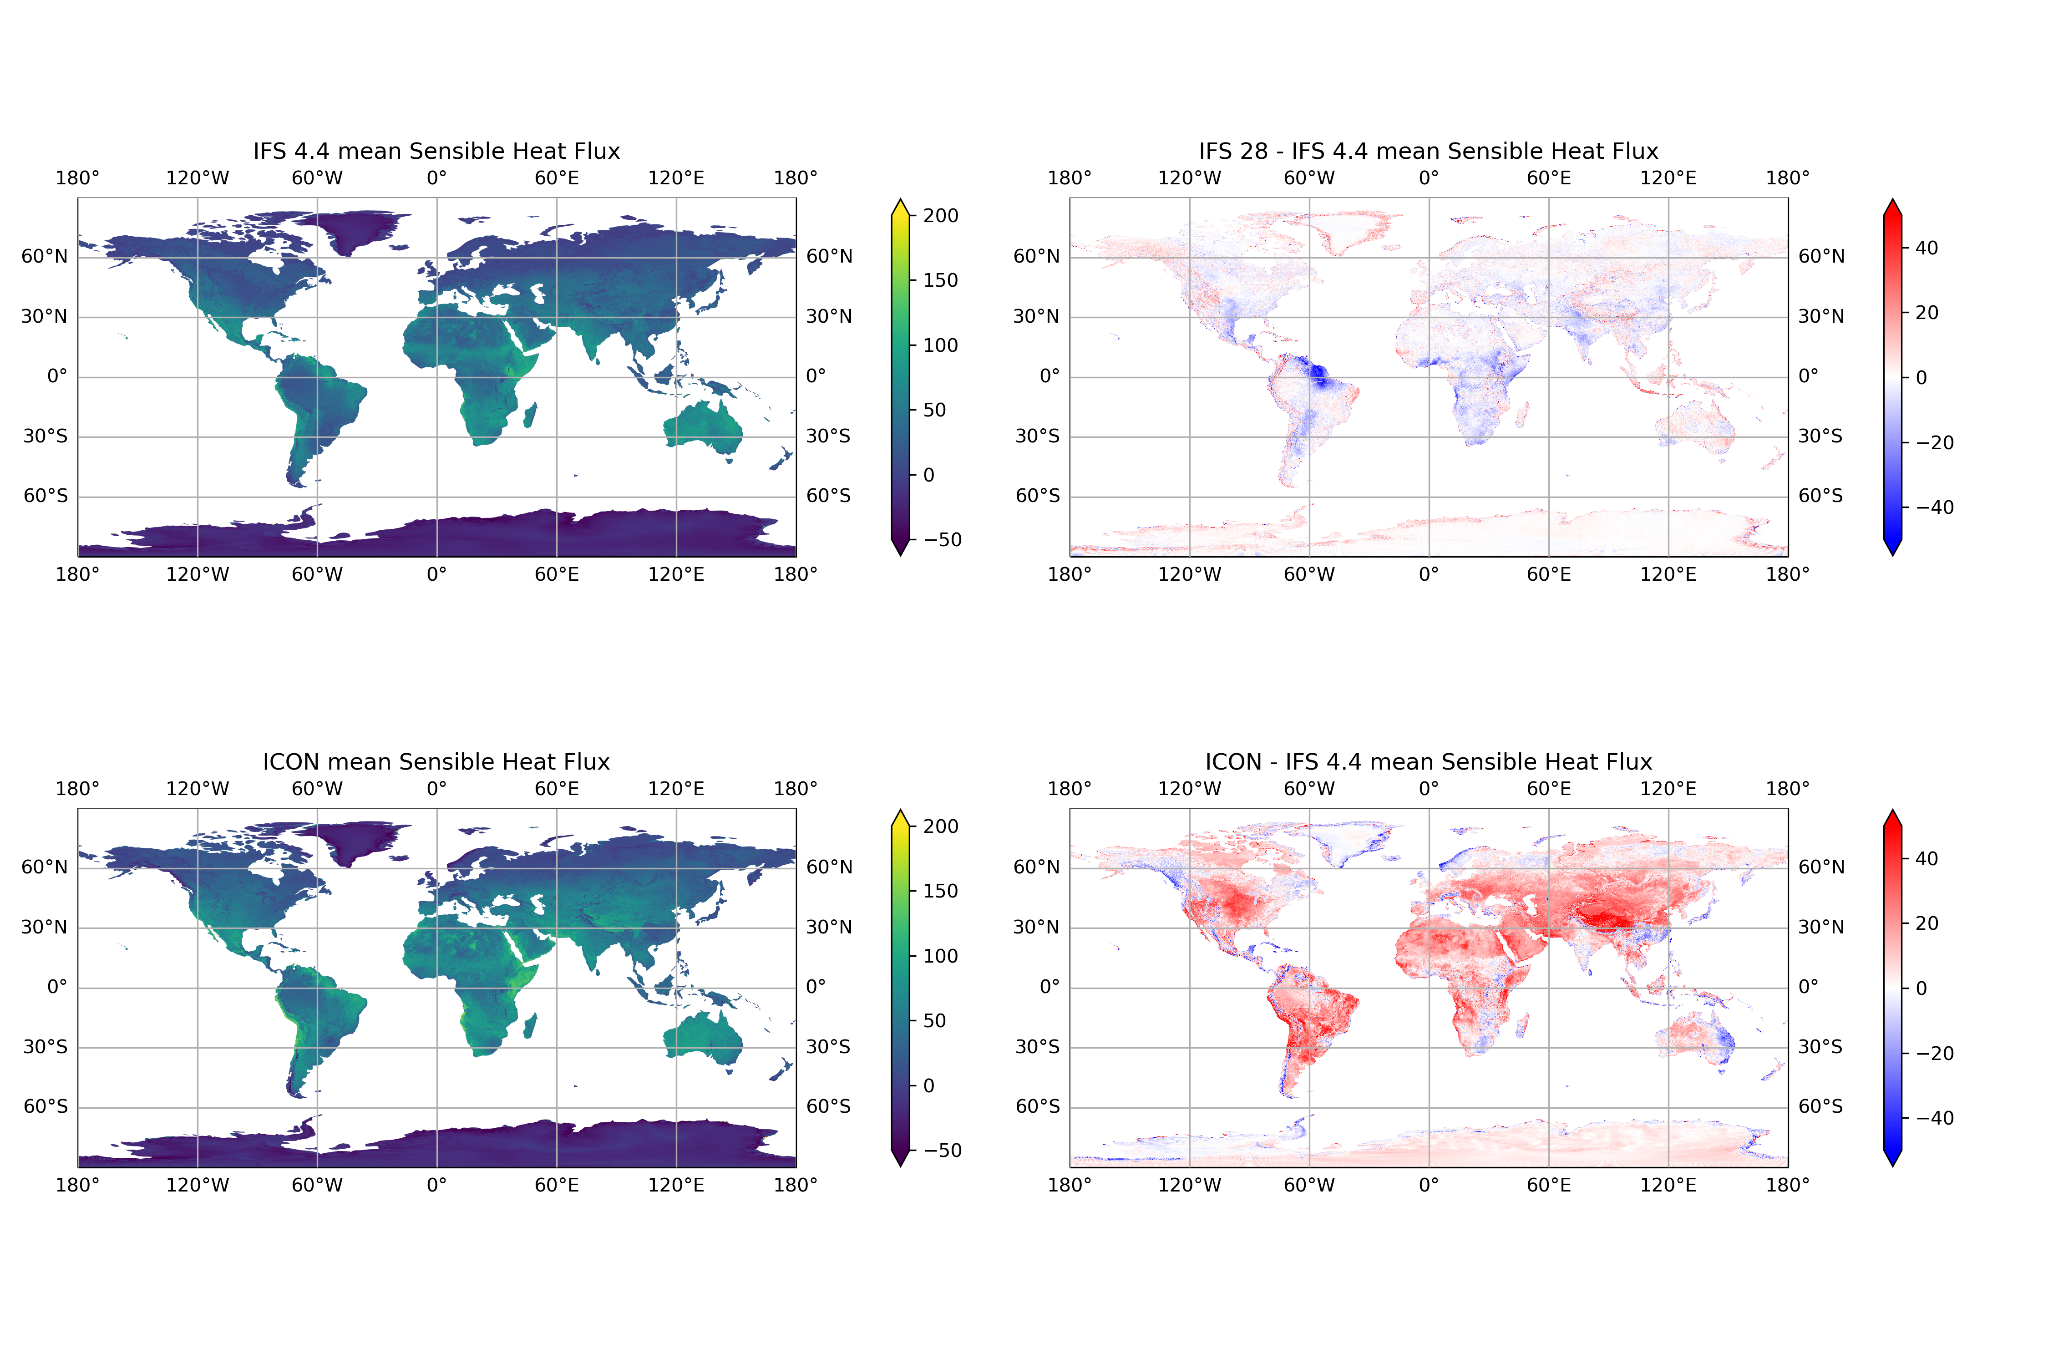 IFS 4.4 mean Sensible Heat Flux
180° 120°W 60°W 0° 60°E 120°E 180°
60°N 60°N
30°N 30°N
0° 0°
30°S 30°S
60°S 60°S
180° 120°W 60°W 0° 60°E 120°E 180°
200
150
100
50
0
−50
IFS 28 - IFS 4.4 mean Sensible Heat Flux
180° 120°W 60°W 0° 60°E 120°E 180°
60°N 60°N
30°N 30°N
0° 0°
30°S 30°S
60°S 60°S
180° 120°W 60°W 0° 60°E 120°E 180°
40
20
0
−20
−40
ICON mean Sensible Heat Flux
180° 120°W 60°W 0° 60°E 120°E 180°
60°N 60°N
30°N 30°N
0° 0°
30°S 30°S
60°S 60°S
180° 120°W 60°W 0° 60°E 120°E 180°
200
150
100
50
0
−50
ICON - IFS 4.4 mean Sensible Heat Flux
180° 120°W 60°W 0° 60°E 120°E 180°
60°N 60°N
30°N 30°N
0° 0°
30°S 30°S
60°S 60°S
180° 120°W 60°W 0° 60°E 120°E 180°
40
20
0
−20
−40